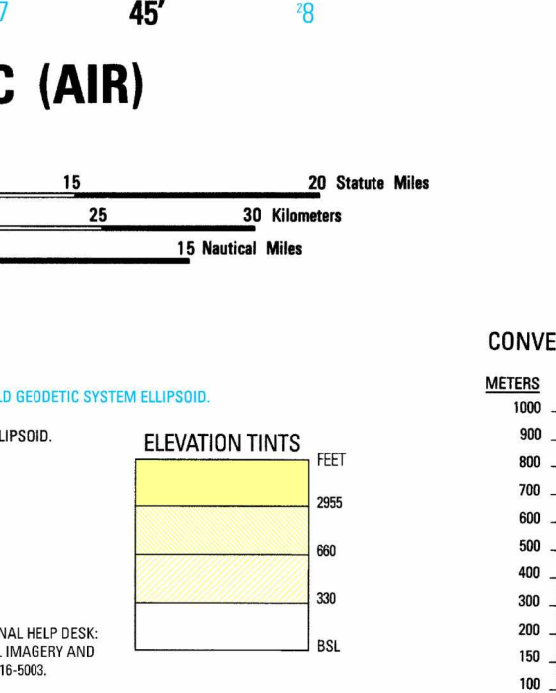 7 45′ ²8
C (AIR)
15 20 Statute Miles
25 30 Kilometers
15 Nautical Miles
CONVE
METERS
1000
900
800
700
600
500
400
300
200
150
100
LD GEODETIC SYSTEM ELLIPSOID.
LIPSOID.
ELEVATION TINTS
FEET
2955
660
330
BSL
NAL HELP DESK:
L IMAGERY AND
16-5003.